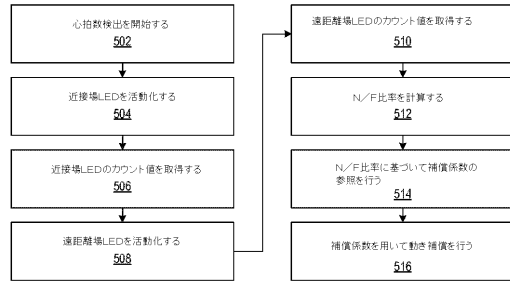 心拍数検出を開始する
502
近接場LEDを活動化する
504
近接場LEDのカウント値を取得する
506
遠距離場LEDを活動化する
508
遠距離場LEDのカウント値を取得する
510
N/F比率を計算する
512
N/F比率に基づいて補償係数の
参照を行う
514
補償係数を用いて動き補償を行う
516